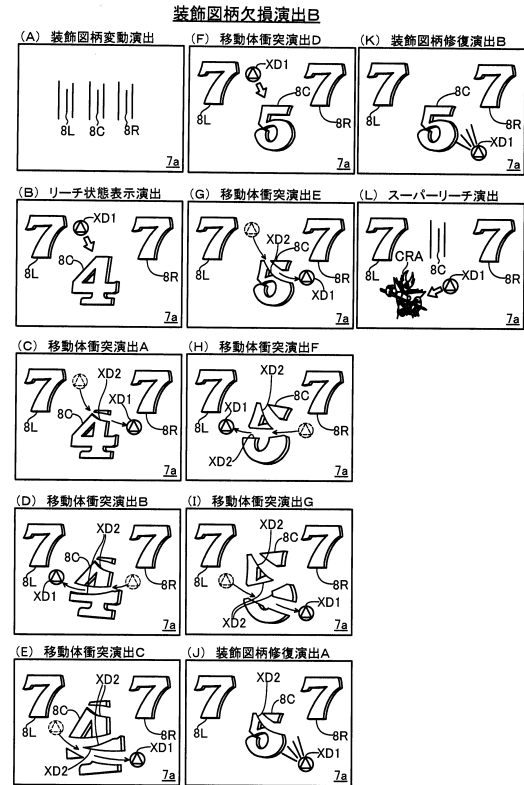 装飾図柄欠損演出B
(A) 装飾図柄変動演出
8L
8C
8R
7a
(B) リーチ状態表示演出
XD1
8C
8L
8R
7a
(C) 移動体衝突演出A
XD2
8C
XD1
8L
8R
7a
(D) 移動体衝突演出B
XD2
8C
8L
8R
XD1
7a
(E) 移動体衝突演出C
XD2
8C
8L
8R
XD2
XD1
7a
(F) 移動体衝突演出D
XD1
8C
8L
8R
7a
(G) 移動体衝突演出E
XD2
8C
8L
8R
XD1
7a
(H) 移動体衝突演出F
XD2
8C
XD1
8L
8R
XD2
7a
(I) 移動体衝突演出G
XD2
8C
8L
8R
XD1
XD2
7a
(J) 装飾図柄修復演出A
XD2
8C
8L
8R
XD1
7a
(K) 装飾図柄修復演出B
8C
8L
8R
XD1
7a
(L) スーパーリーチ演出
CRA
8L
8C
XD1
8R
7a